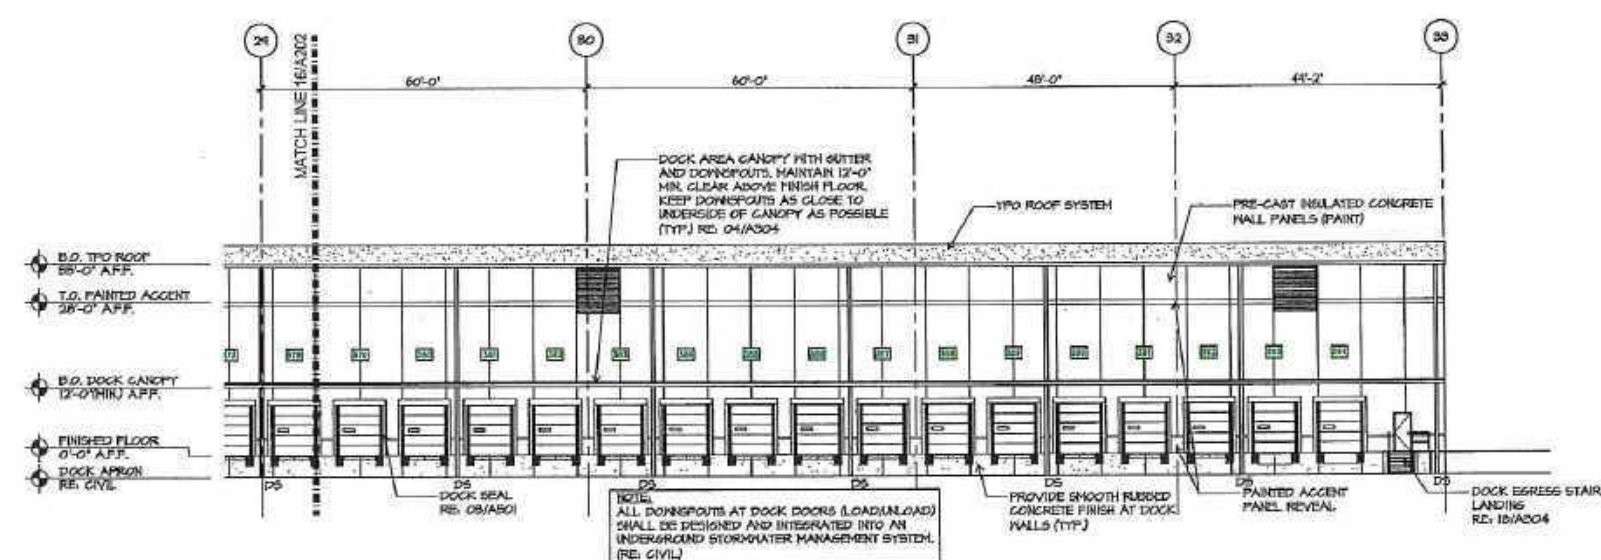 29
30
31
32
33
MATCH LINE 16/A202
60'-0"
60'-0"
48'-0"
44'-2"
DOCK AREA CANOPY WITH GUTTER
AND DOWNSPOUTS. MAINTAIN 12'-0"
MIN. CLEAR ABOVE FINISH FLOOR.
KEEP DOWNSPOUTS AS CLOSE TO
UNDERSIDE OF CANOPY AS POSSIBLE
(TYP.) RE: 04/A304
TPO ROOF SYSTEM
PRE-CAST INSULATED CONCRETE
WALL PANELS (PAINT)
B.O. TPO ROOF
A.F.F.
T.O. PAINTED ACCENT
28'-0" A.F.F.
B.O. DOCK CANOPY
12'-0" (MIN.) A.F.F.
FINISHED FLOOR
0'-0" A.F.F.
DOCK APRON
RE: CIVIL
DS
DS
DS
DS
DS
DS
DS
DOCK SEAL
RE: 03/A501
NOTE:
ALL DOWNSPOUTS AT DOCK DOORS (LOAD/UNLOAD)
SHALL BE DESIGNED AND INTEGRATED INTO AN
UNDERGROUND STORMWATER MANAGEMENT SYSTEM.
(RE: CIVIL)
PROVIDE SMOOTH RUBBED
CONCRETE FINISH AT DOCK
WALLS (TYP.)
PAINTED ACCENT
PANEL REVEAL
DOCK EGRESS STAIR
LANDING
RE: 18/A304